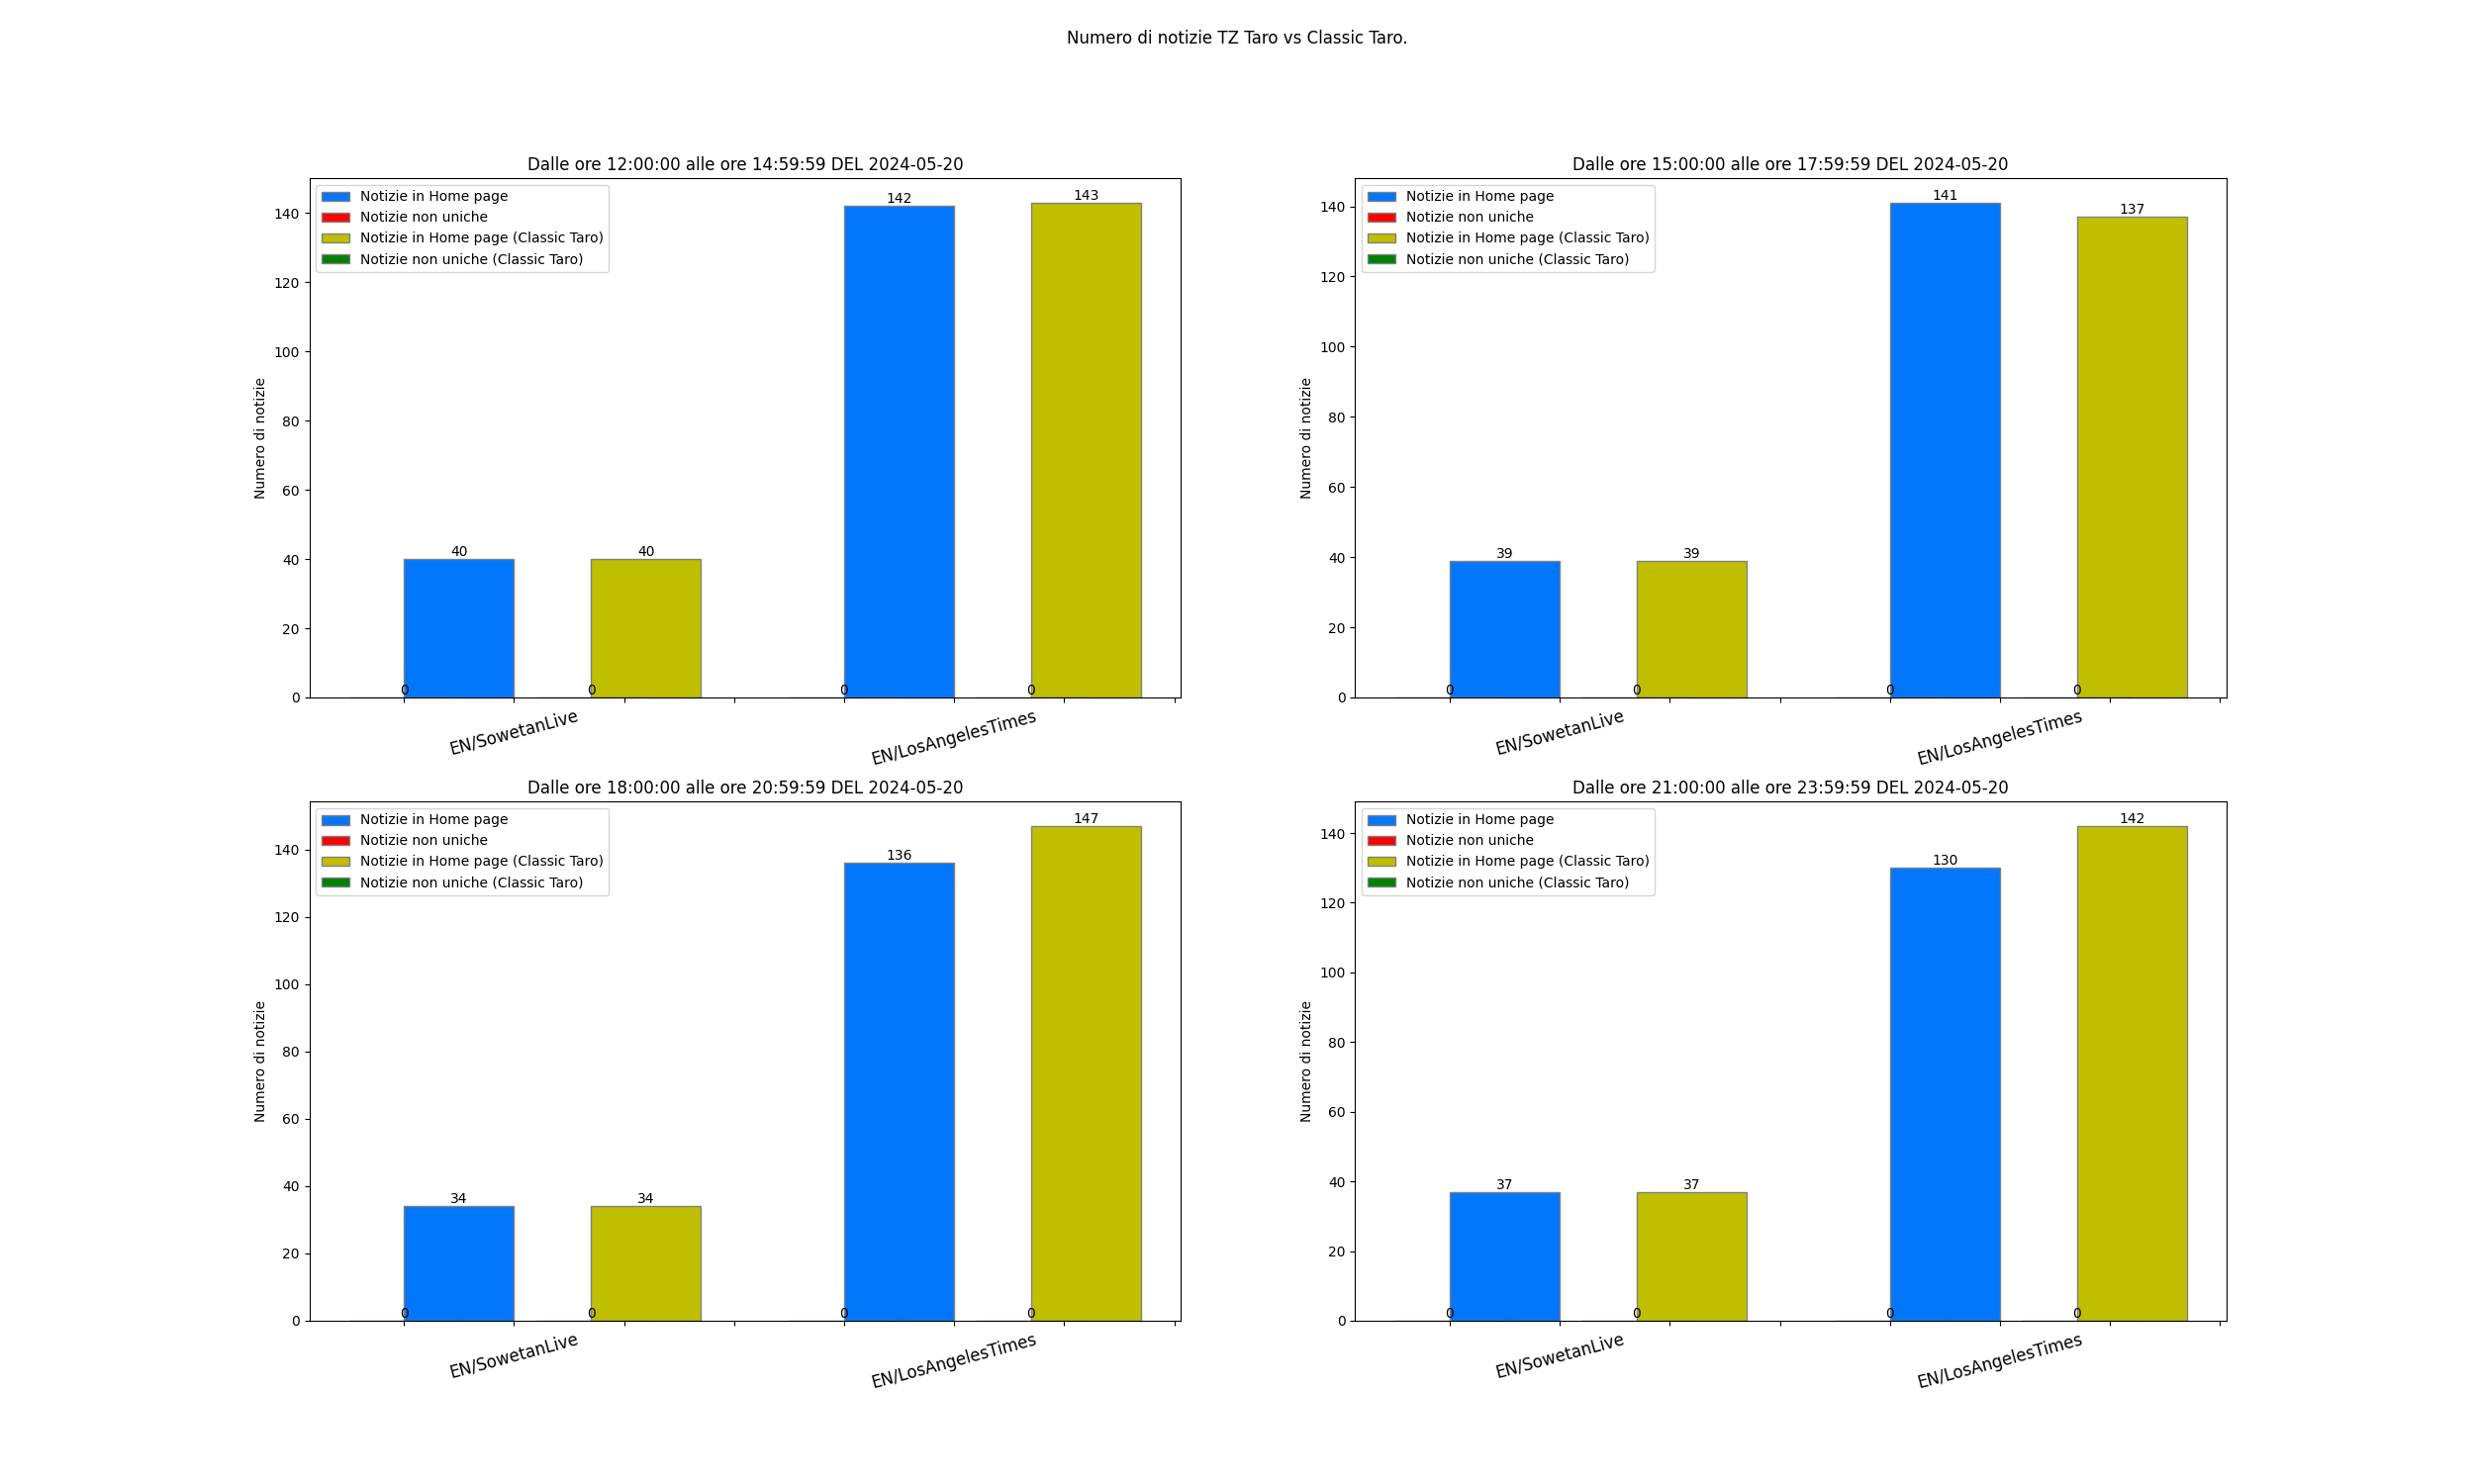 Numero di notizie TZ Taro vs Classic Taro.
Dalle ore 12:00:00 alle ore 14:59:59 DEL 2024-05-20
Notizie in Home page
Notizie non uniche
Notizie in Home page (Classic Taro)
Notizie non uniche (Classic Taro)
142
143
40
40
0
0
0
0
140
120
100
80
60
40
20
0
Numero di notizie
EN/SowetanLive
EN/LosAngelesTimes
Dalle ore 15:00:00 alle ore 17:59:59 DEL 2024-05-20
Notizie in Home page
Notizie non uniche
Notizie in Home page (Classic Taro)
Notizie non uniche (Classic Taro)
141
137
39
39
0
0
0
0
140
120
100
80
60
40
20
0
Numero di notizie
EN/SowetanLive
EN/LosAngelesTimes
Dalle ore 18:00:00 alle ore 20:59:59 DEL 2024-05-20
Notizie in Home page
Notizie non uniche
Notizie in Home page (Classic Taro)
Notizie non uniche (Classic Taro)
136
147
34
34
0
0
0
0
140
120
100
80
60
40
20
0
Numero di notizie
EN/SowetanLive
EN/LosAngelesTimes
Dalle ore 21:00:00 alle ore 23:59:59 DEL 2024-05-20
Notizie in Home page
Notizie non uniche
Notizie in Home page (Classic Taro)
Notizie non uniche (Classic Taro)
130
142
37
37
0
0
0
0
140
120
100
80
60
40
20
0
Numero di notizie
EN/SowetanLive
EN/LosAngelesTimes